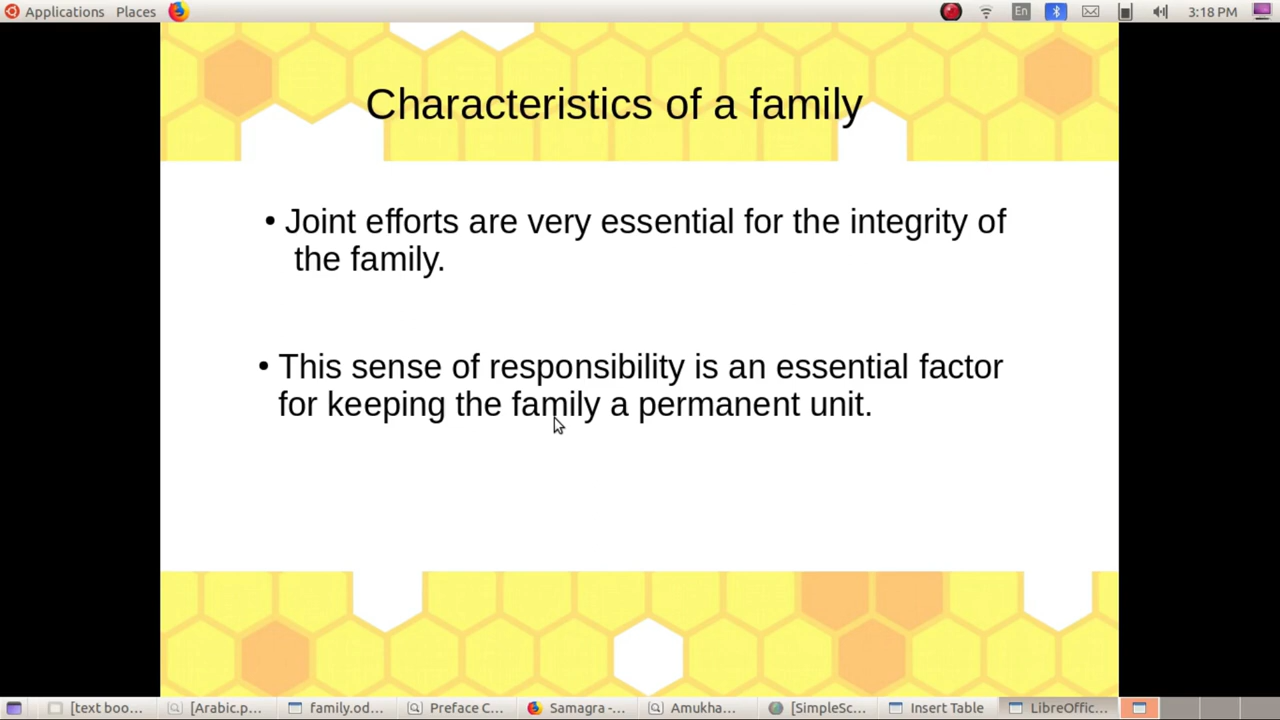 Applications Places
En
3:18 PM
Characteristics of a family
• Joint efforts are very essential for the integrity of
the family.
• This sense of responsibility is an essential factor
for keeping the family a permanent unit.
[text boo...
[Arabic.p...
family.od...
Preface C...
Samagra -...
Amukha...
[SimpleSc...
Insert Table
LibreOffic...